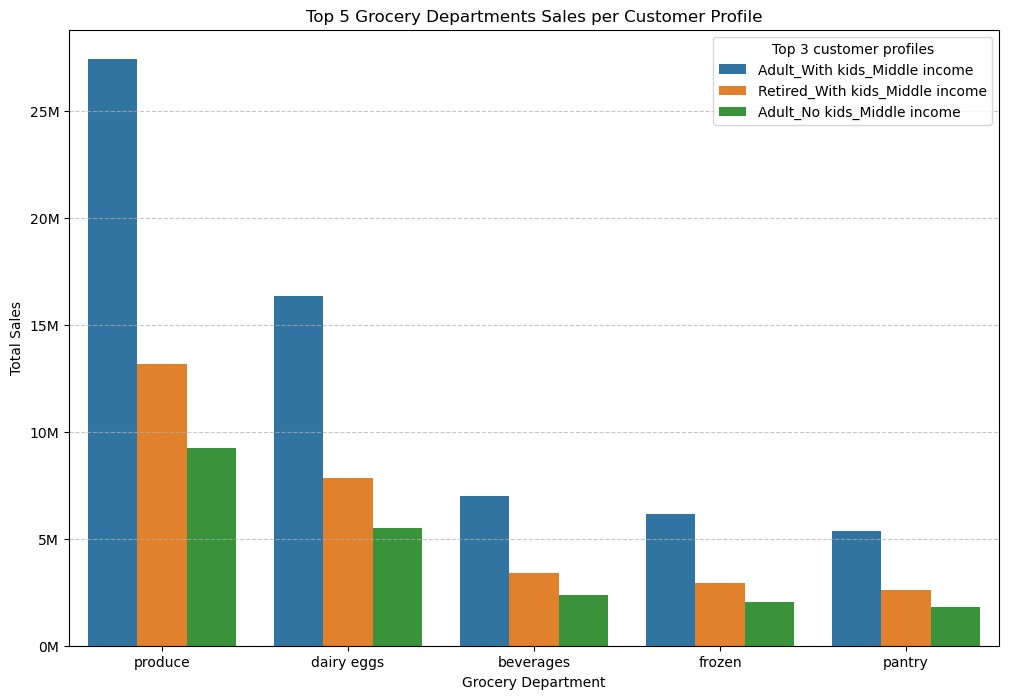 Top 5 Grocery Departments Sales per Customer Profile
Top 3 customer profiles
Adult_With kids_Middle income
Retired_With kids_Middle income
Adult_No kids_Middle income
Total Sales
25M
20M
15M
10M
5M
0M
produce dairy eggs beverages frozen pantry
Grocery Department